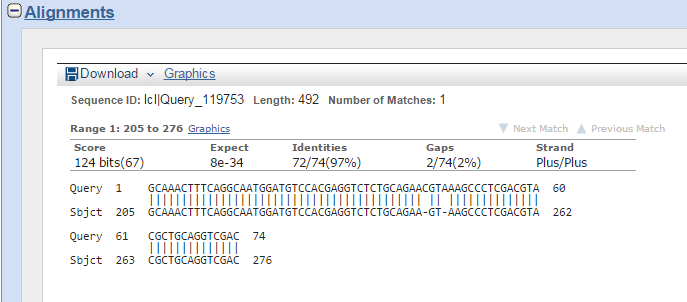 Alignments
Download Graphics
Sequence ID: lcl|Query_119753 Length: 492 Number of Matches: 1
Range 1: 205 to 276 Graphics Next Match Previous Match
Score Expect Identities Gaps Strand
124 bits(67) 8e-34 72/74(97%) 2/74(2%) Plus/Plus
Query 1 GCAAACTTTCAGGCAATGGATGTCCACGAGGTCTCTGCAGAACGTAAAGCCCTCGACGTA 60
Sbjct 205 GCAAACTTTCAGGCAATGGATGTCCACGAGGTCTCTGCAGAA-GT-AAGCCCTCGACGTA 262
Query 61 CGCTGCAGGTCGAC 74
Sbjct 263 CGCTGCAGGTCGAC 276